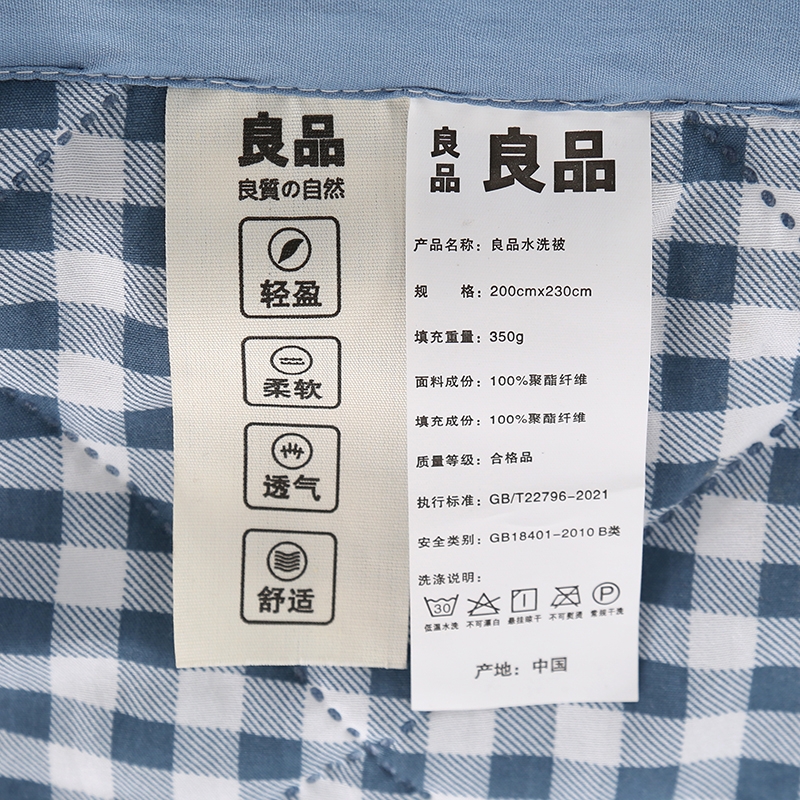 良品
良質の自然
轻盈
柔软
透气
舒适
良品
良品
产品名称：良品水洗被
规 格：200cmx230cm
填充重量：350g
面料成份：100%聚酯纤维
填充成份：100%聚酯纤维
质量等级：合格品
执行标准：GB/T22796-2021
安全类别：GB18401-2010 B类
洗涤说明：
30 P
低温水洗 不可漂白 悬挂晾干 不可熨烫 常规干洗
产地：中国